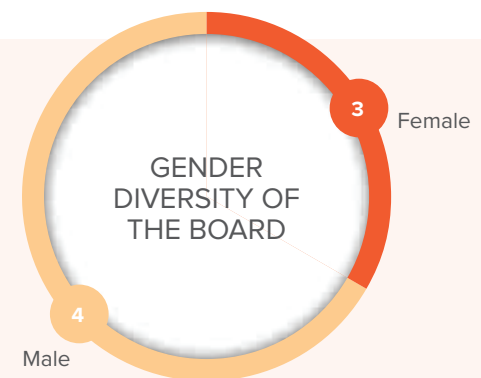 3
Female
GENDER
DIVERSITY OF
THE BOARD
4
Male